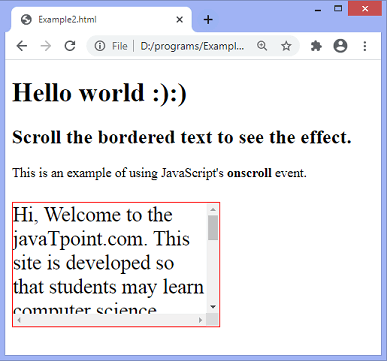 Example2.html
File | D:/programs/Exampl...
Hello world :):)
Scroll the bordered text to see the effect.
This is an example of using JavaScript's onscroll event.
Hi, Welcome to the
javaTpoint.com. This
site is developed so
that students may learn
computer science